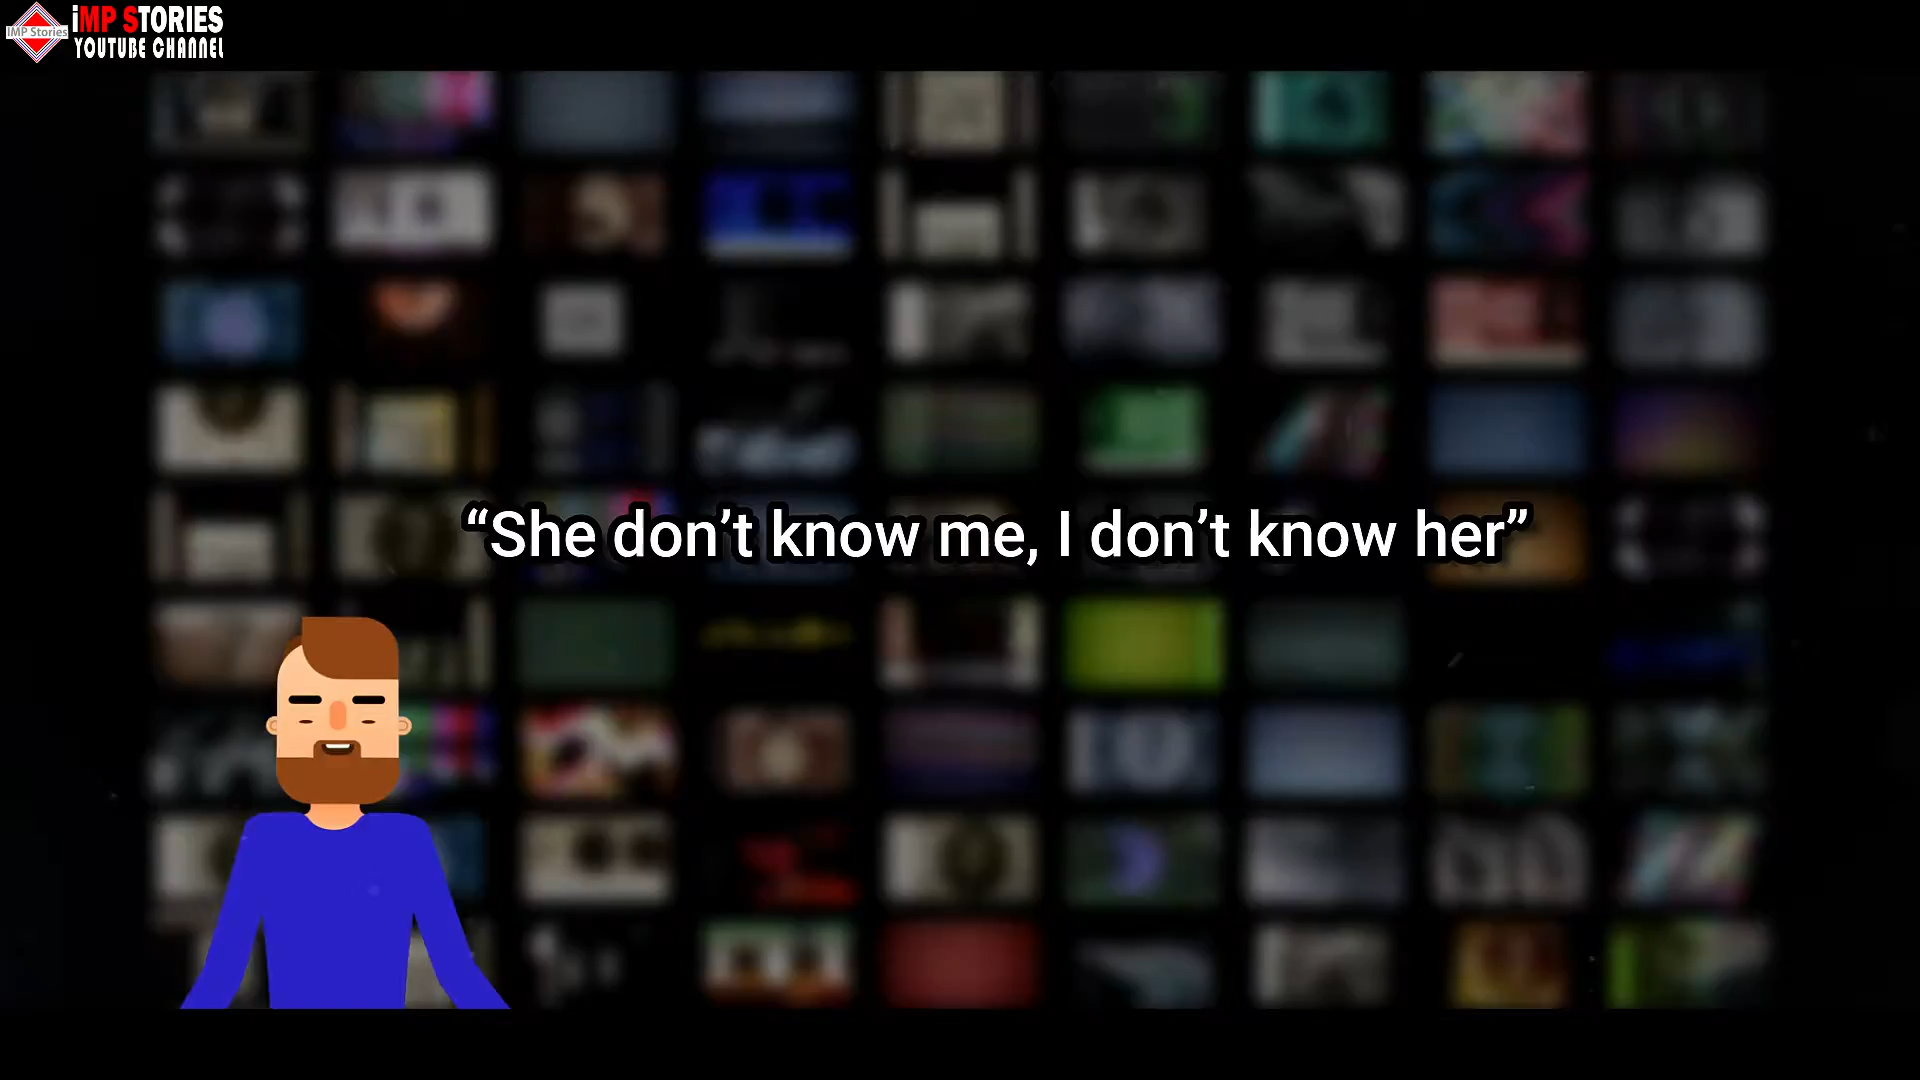 IMP Stories
iMP STORIES
YOUTUBE CHANNEL
“She don’t know me, I don’t know her”